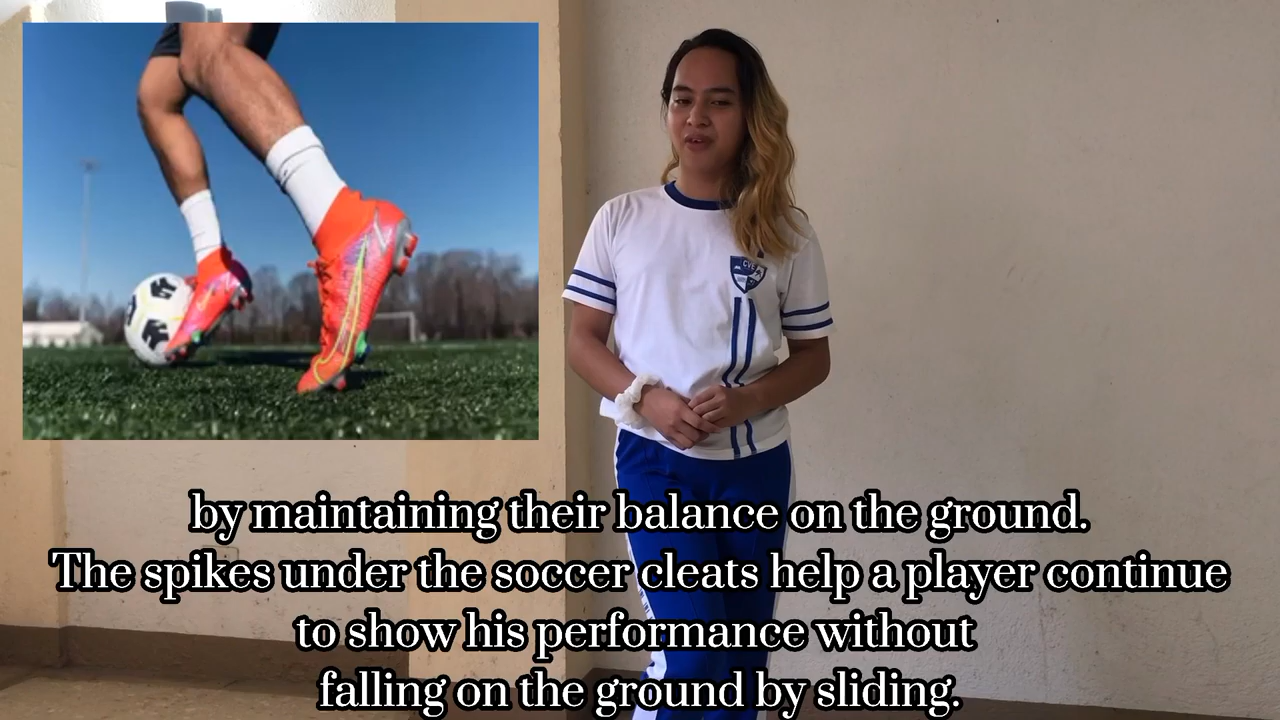 CVE
by maintaining their balance on the ground.
The spikes under the soccer cleats help a player continue
to show his performance without
falling on the ground by sliding.